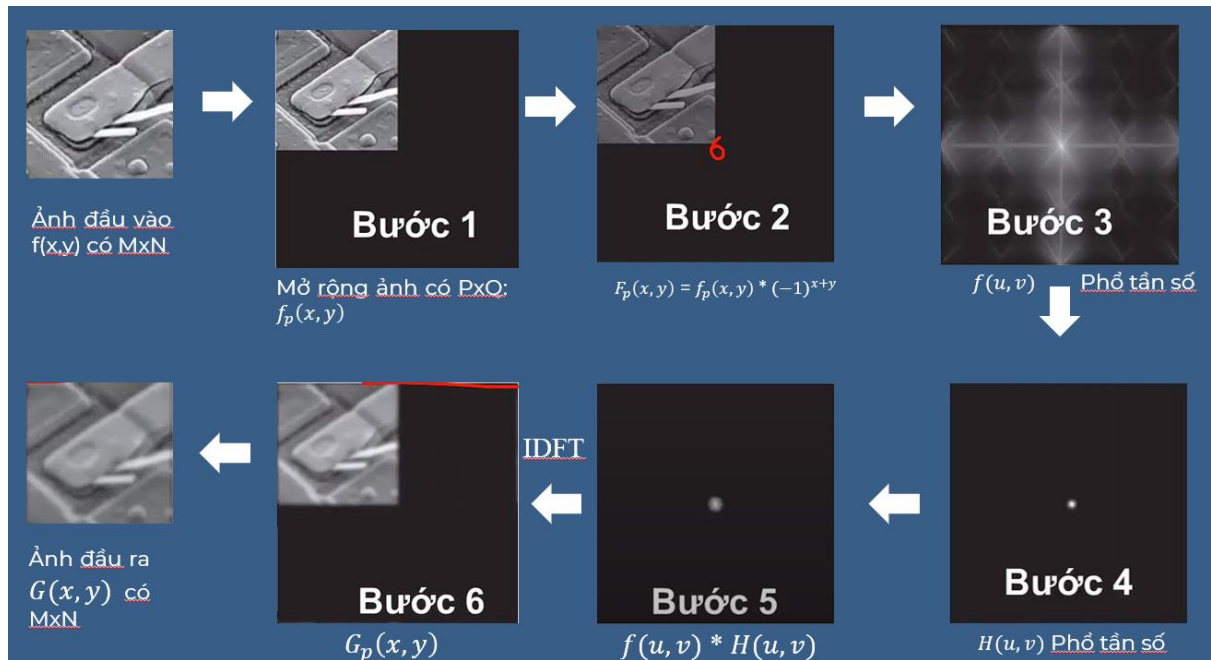 Ảnh đầu vào
f(x,y) có MxN
Bước 1
Mở rộng ảnh có PxQ:
f_p(x, y)
6
Bước 2
F_p(x, y) = f_p(x, y) * (-1)^{x+y}
Bước 3
f(u, v) Phổ tần số
Ảnh đầu ra
G(x, y) có
MxN
Bước 6
G_p(x, y)
IDFT
Bước 5
f(u, v) * H(u, v)
Bước 4
H(u, v) Phổ tần số